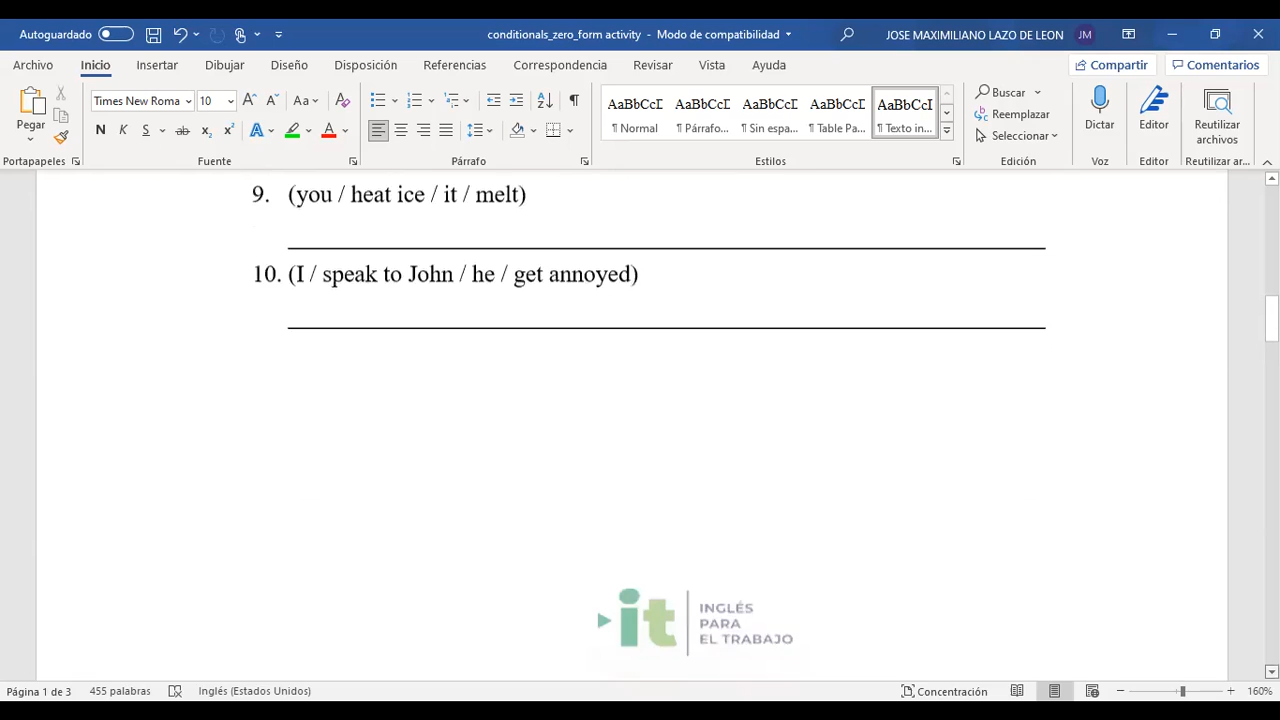 Autoguardado
conditionals_zero_form activity - Modo de compatibilidad
JOSE MAXIMILIANO LAZO DE LEON
JM
Archivo Inicio Insertar Dibujar Diseño Disposición Referencias Correspondencia Revisar Vista Ayuda
Compartir
Comentarios
Pegar
Times New Roma
10
Aa
N K S ab x₂ x² A A
AaBbCcI AaBbCcI AaBbCcI AaBbCcI AaBbCcI
¶ Normal ¶ Párrafo... ¶ Sin espa... ¶ Table Pa... ¶ Texto in...
Buscar
Reemplazar
Seleccionar
Dictar
Editor
Reutilizar archivos
Portapapeles Fuente Párrafo Estilos Edición Voz Editor Reutilizar ar...
9. (you / heat ice / it / melt)
10. (I / speak to John / he / get annoyed)
it
INGLÉS
PARA
EL TRABAJO
Página 1 de 3 455 palabras Inglés (Estados Unidos) Concentración 160%